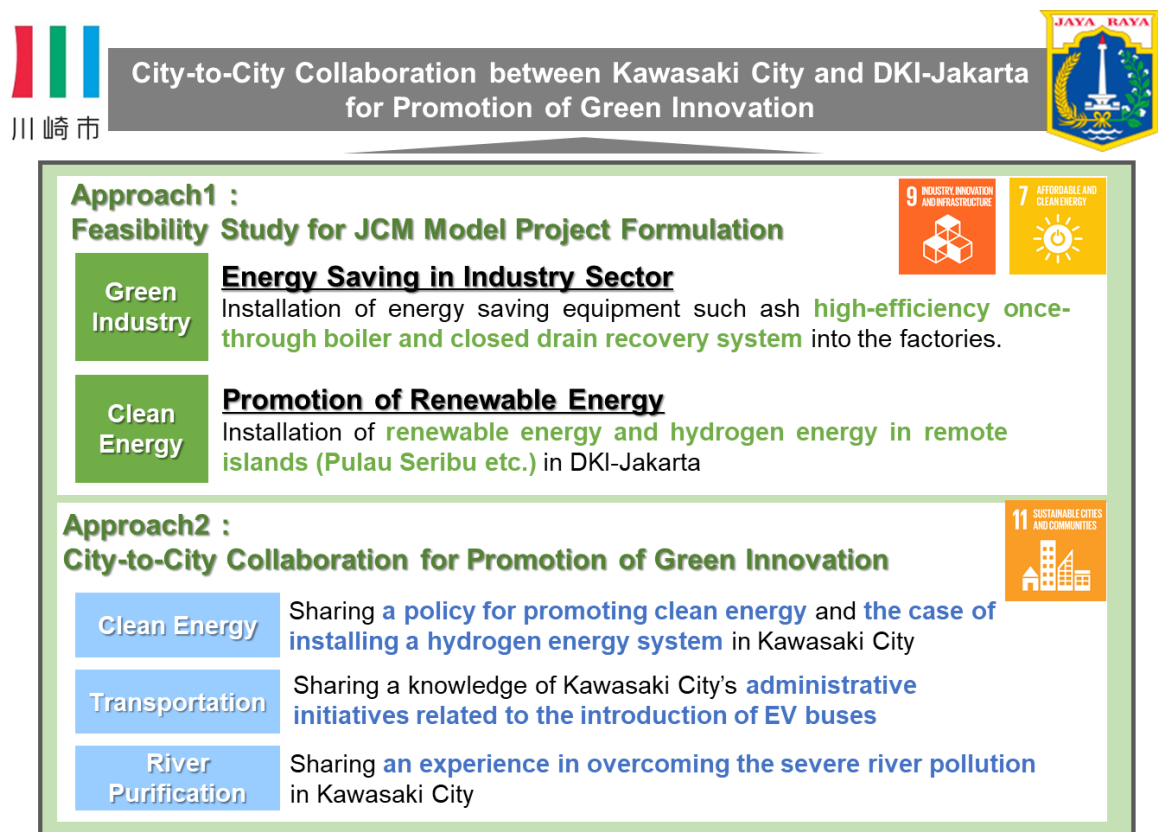 川崎市
JAYA RAYA
City-to-City Collaboration between Kawasaki City and DKI-Jakarta
for Promotion of Green Innovation
Approach1 :
Feasibility Study for JCM Model Project Formulation
9 INDUSTRY, INNOVATION
AND INFRASTRUCTURE
7 AFFORDABLE AND
CLEAN ENERGY
Green
Industry
Energy Saving in Industry Sector
Installation of energy saving equipment such ash high-efficiency once-
through boiler and closed drain recovery system into the factories.
Clean
Energy
Promotion of Renewable Energy
Installation of renewable energy and hydrogen energy in remote
islands (Pulau Seribu etc.) in DKI-Jakarta
Approach2 :
City-to-City Collaboration for Promotion of Green Innovation
11 SUSTAINABLE CITIES
AND COMMUNITIES
Clean Energy
Sharing a policy for promoting clean energy and the case of
installing a hydrogen energy system in Kawasaki City
Transportation
Sharing a knowledge of Kawasaki City's administrative
initiatives related to the introduction of EV buses
River
Purification
Sharing an experience in overcoming the severe river pollution
in Kawasaki City